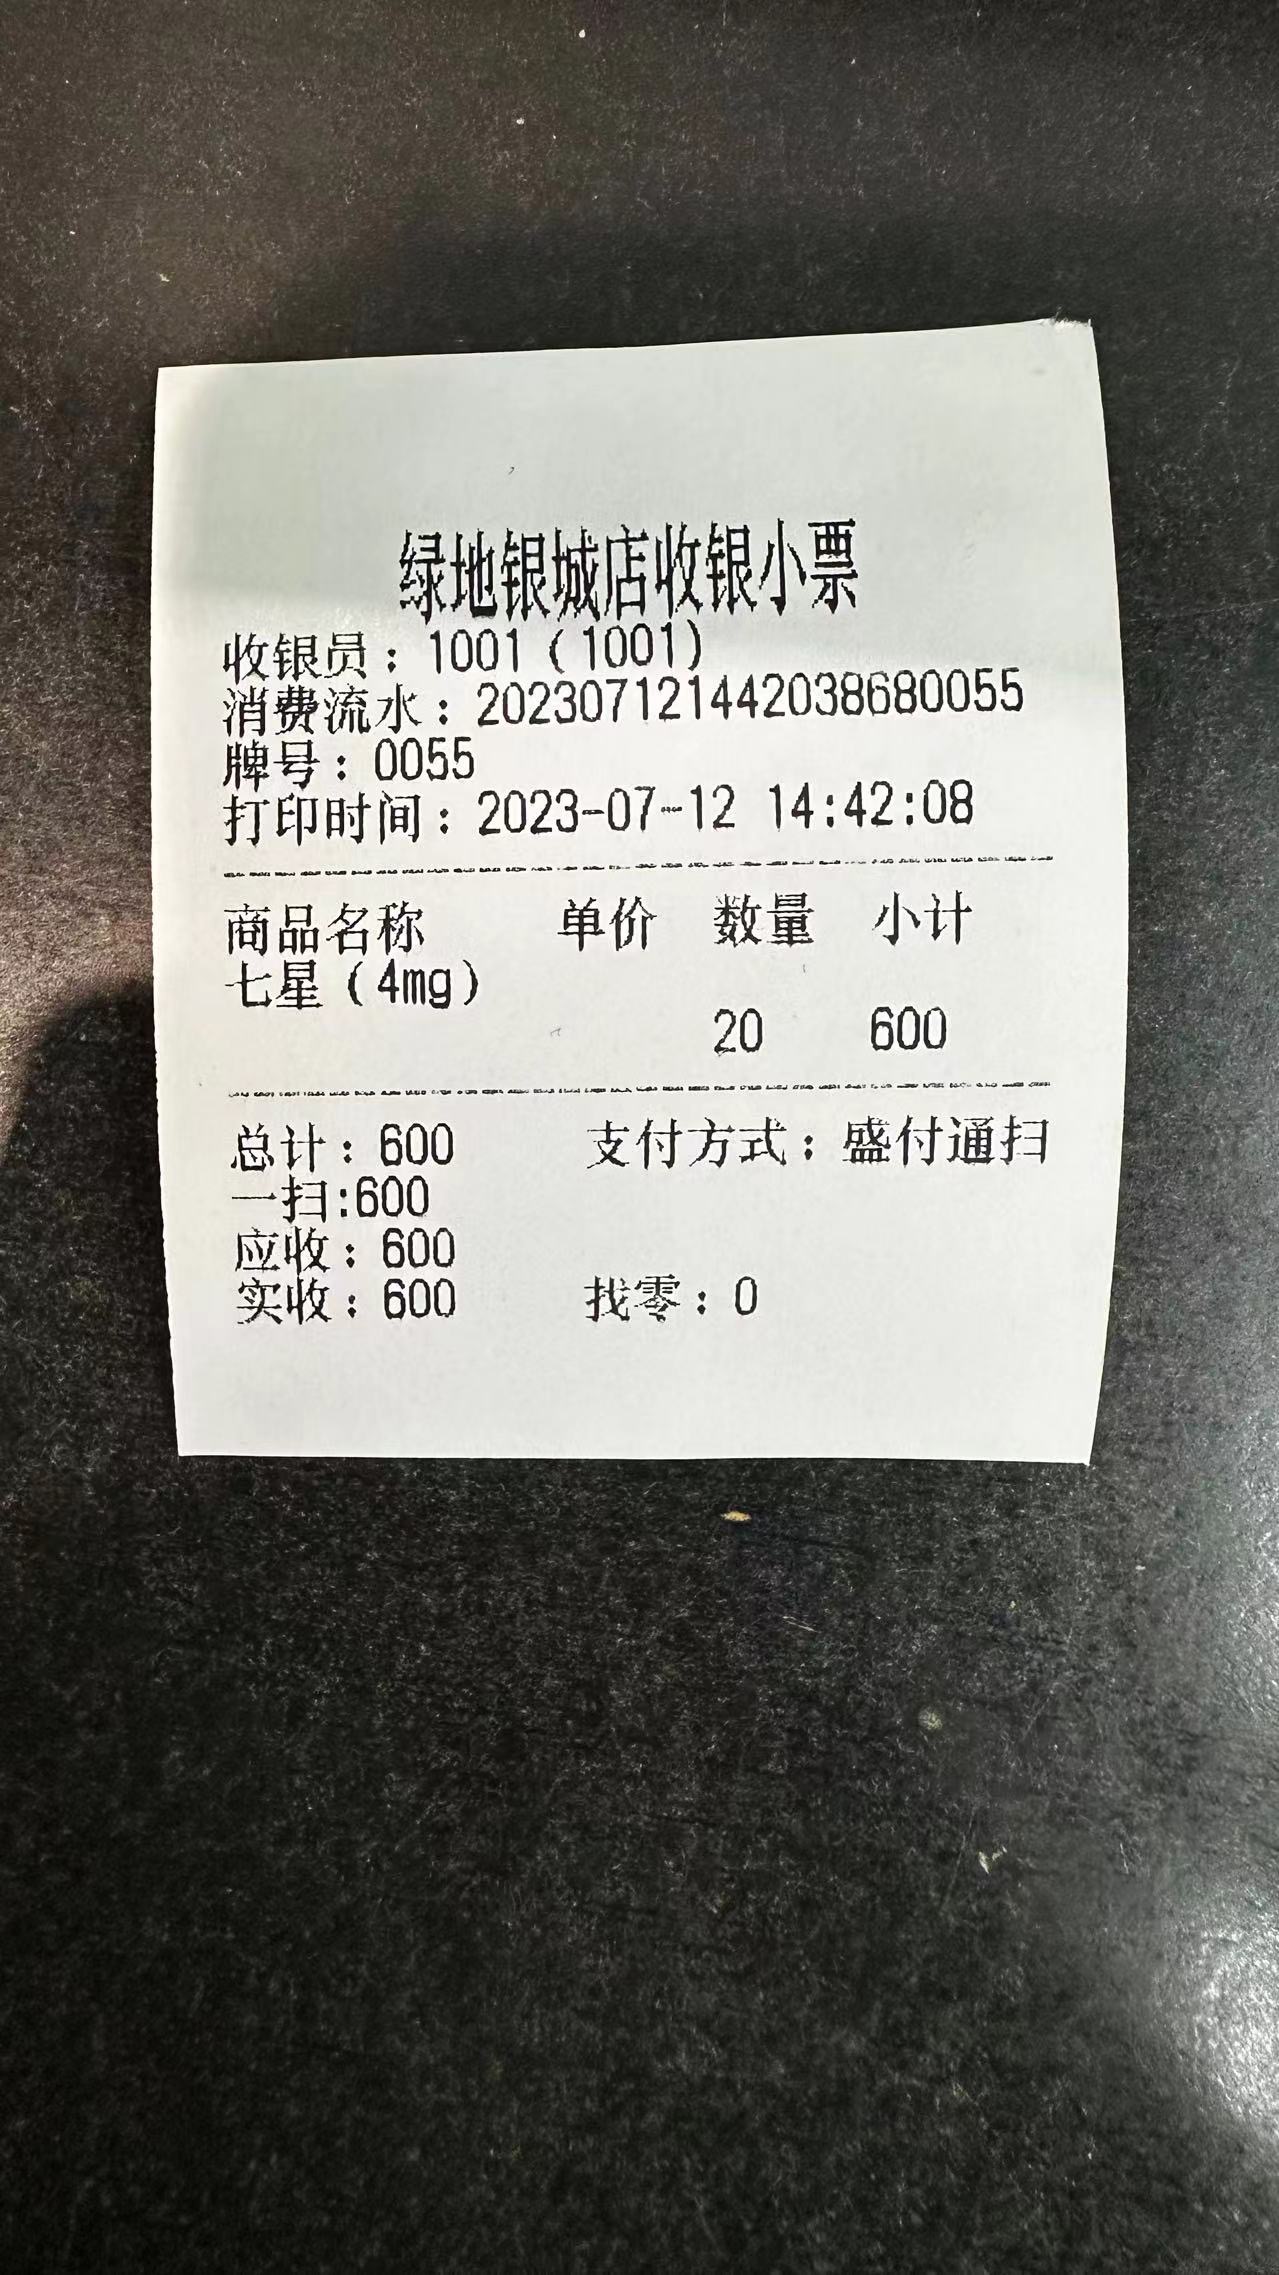 绿地银城店收银小票
收银员：1001（1001）
消费流水：202307121442038680055
牌号：0055
打印时间：2023-07-12 14:42:08
商品名称 单价 数量 小计
七星（4mg）
20 600
总计：600 支付方式：盛付通扫
一扫:600
应收：600
实收：600 找零：0